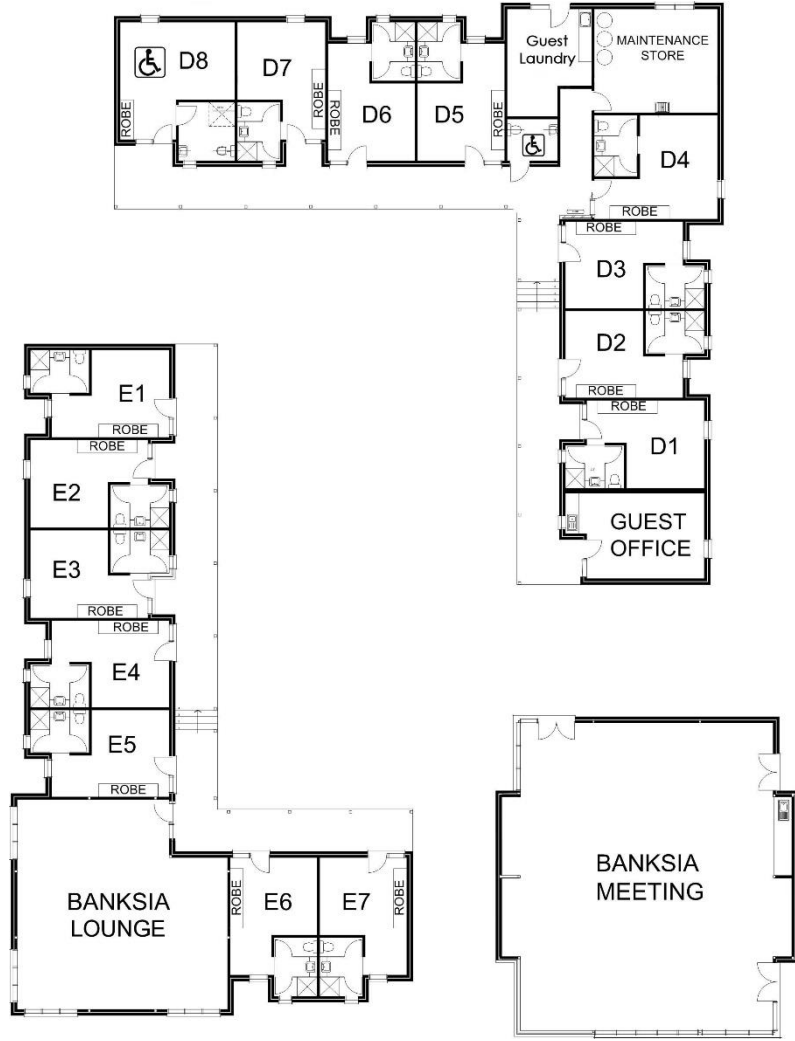 D8
ROBE
D7
ROBE
ROBE
D6
D5
ROBE
Guest
Laundry
MAINTENANCE
STORE
D4
ROBE
ROBE
D3
D2
ROBE
ROBE
D1
GUEST
OFFICE
E1
ROBE
ROBE
E2
E3
ROBE
ROBE
E4
E5
ROBE
BANKSIA
LOUNGE
ROBE
E6
E7
ROBE
BANKSIA
MEETING